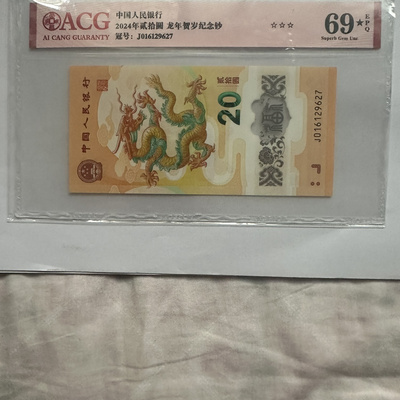 ACG
AI CANG GUARANTY
中国人民银行
2024年贰拾圆 龙年贺岁纪念钞
冠号: J016129627
☆☆☆
69★
EPQ
Superb Gem Unc
中国人民银行
20
贰拾圆
福
J016129627